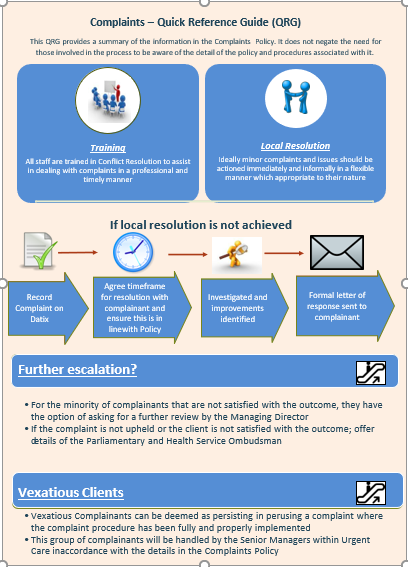 Complaints – Quick Reference Guide (QRG)
This QRG provides a summary of the information in the Complaints Policy. It does not negate the need for
those involved in the process to be aware of the detail of the policy and procedures associated with it.
Training
All staff are trained in Conflict Resolution to assist
in dealing with complaints in a professional and
timely manner
Local Resolution
Ideally minor complaints and issues should be
actioned immediately and informally in a flexible
manner which appropriate to their nature
If local resolution is not achieved
Record
Complaint on
Datix
Agree timeframe
for resolution with
complainant and
ensure this is in
linewith Policy
Investigated and
improvements
identified
Formal letter of
response sent to
complainant
Further escalation?
• For the minority of complainants that are not satisfied with the outcome, they have
the option of asking for a further review by the Managing Director
• If the complaint is not upheld or the client is not satisfied with the outcome; offer
details of the Parliamentary and Health Service Ombudsman
Vexatious Clients
• Vexatious Complainants can be deemed as persisting in perusing a complaint where
the complaint procedure has been fully and properly implemented
• This group of complainants will be handled by the Senior Managers within Urgent
Care inaccordance with the details in the Complaints Policy